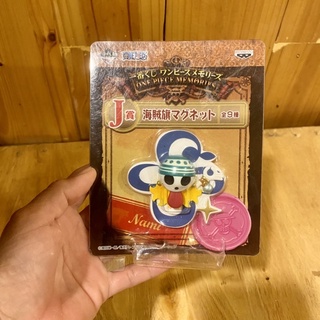 一番くじ ワンピースメモリーズ
ONE PIECE MEMORIES
J賞 海賊旗マグネット 全9種
Nami